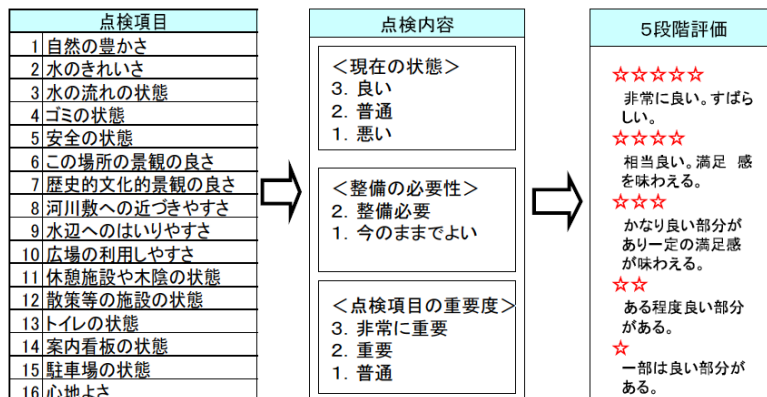 点検項目
1 自然の豊かさ
2 水のきれいさ
3 水の流れの状態
4 ゴミの状態
5 安全の状態
6 この場所の景観の良さ
7 歴史的文化的景観の良さ
8 河川敷への近づきやすさ
9 水辺へのはいりやすさ
10 広場の利用しやすさ
11 休憩施設や木陰の状態
12 散策等の施設の状態
13 トイレの状態
14 案内看板の状態
15 駐車場の状態
16 心地よさ
点検内容
＜現在の状態＞
3. 良い
2. 普通
1. 悪い
＜整備の必要性＞
2. 整備必要
1. 今のままでよい
＜点検項目の重要度＞
3. 非常に重要
2. 重要
1. 普通
5段階評価
☆☆☆☆☆
非常に良い。すばら
しい。
☆☆☆☆
相当良い。満足 感
を味わえる。
☆☆☆
かなり良い部分が
あり一定の満足感
が味わえる。
☆☆
ある程度良い部分
がある。
☆
一部は良い部分が
ある。